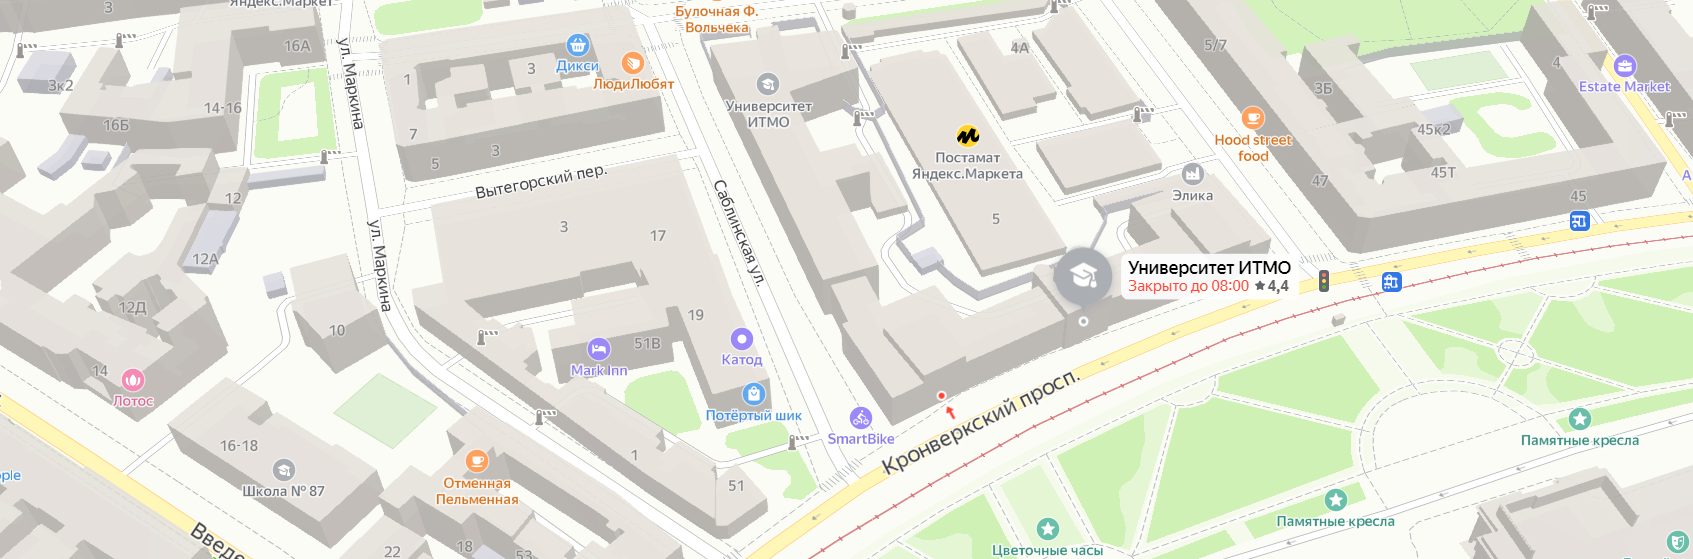 Яндекс.Маркет
Булочная Ф.
Вольчека
16А
ул. Маркина
1
3
Дикси
ЛюдиЛюбят
4А
5/7
4
3к2
14-16
16Б
7
5
3
Университет
ИТМО
Постамат
Яндекс.Маркета
3Б
Estate Market
45к2
Hood street
food
47
45Т
45
А
Элика
12
Вытегорский пер.
Саблинская ул.
ул. Маркина
3
17
5
12А
12Д
10
14
Лотос
19
51В
Mark Inn
Катод
Потёртый шик
Университет ИТМО
Закрыто до 08:00 ★ 4,4
SmartBike
Кронверкский просп.
16-18
Школа № 87
Отменная
Пельменная
1
51
Памятные кресла
Памятные кресла
Цветочные часы
ople
Введе
22
18
53